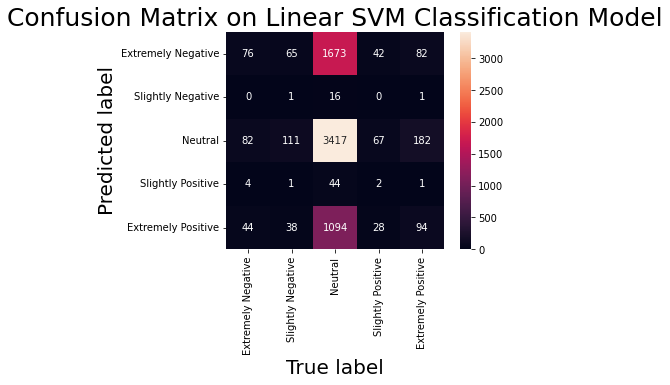 Confusion Matrix on Linear SVM Classification Model
Predicted label
Extremely Negative 76 65 1673 42 82
Slightly Negative 0 1 16 0 1
Neutral 82 111 3417 67 182
Slightly Positive 4 1 44 2 1
Extremely Positive 44 38 1094 28 94
Extremely Negative
Slightly Negative
Neutral
Slightly Positive
Extremely Positive
True label
3000
2500
2000
1500
1000
500
0